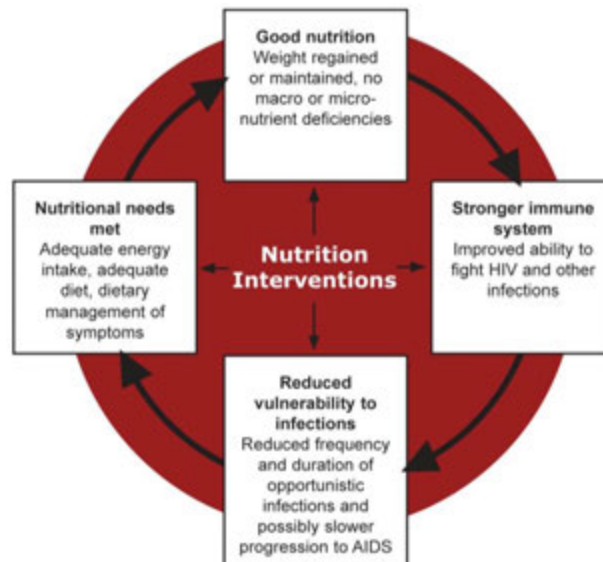 Good nutrition
Weight regained
or maintained, no
macro or micro-
nutrient deficiencies
Nutritional needs
met
Adequate energy
intake, adequate
diet, dietary
management of
symptoms
Nutrition
Interventions
Stronger immune
system
Improved ability to
fight HIV and other
infections
Reduced
vulnerability to
infections
Reduced frequency
and duration of
opportunistic
infections and
possibly slower
progression to AIDS